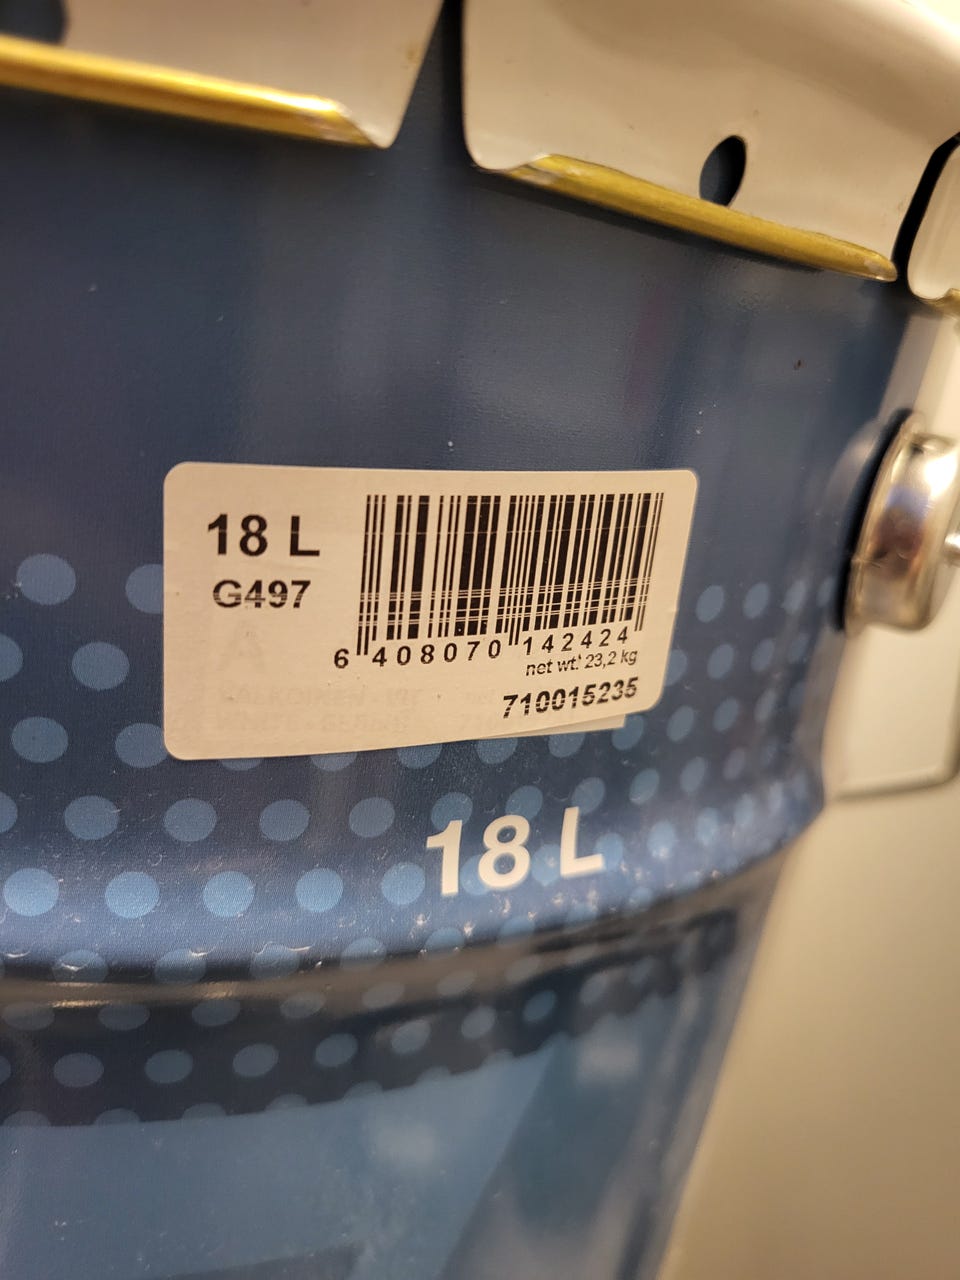 18 L
G497
6 408070 142424
net wt. 23,2 kg
710015235
18 L